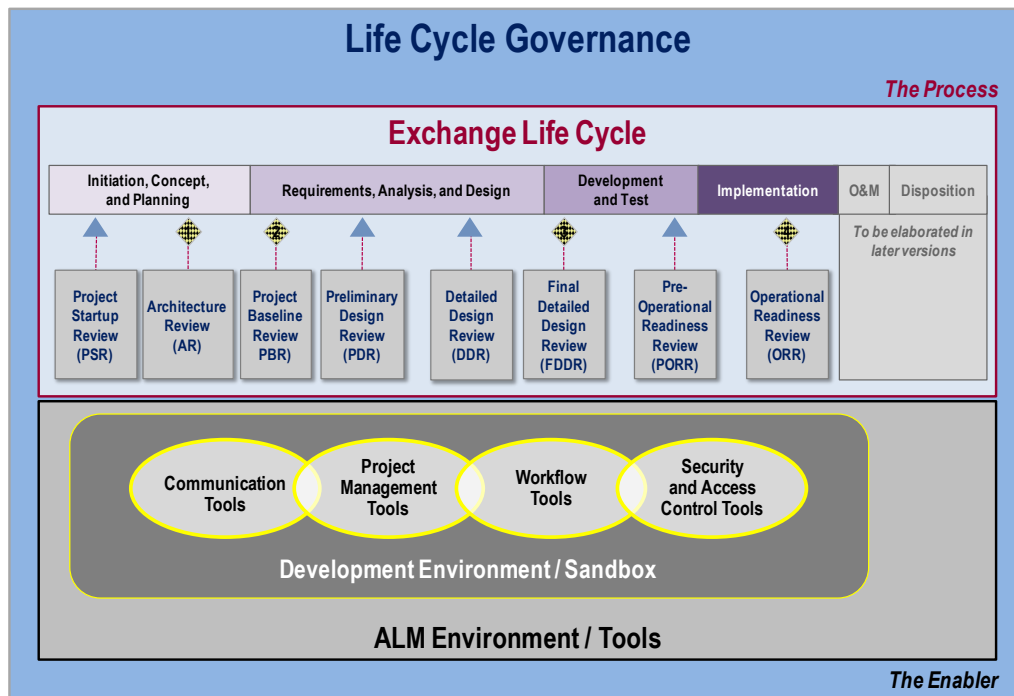 Life Cycle Governance
The Process
Exchange Life Cycle
Initiation, Concept,
and Planning
Requirements, Analysis, and Design
Development
and Test
Implementation
O&M
Disposition
1
2
3
4
To be elaborated in
later versions
Project
Startup
Review
(PSR)
Architecture
Review
(AR)
Project
Baseline
Review
PBR)
Preliminary
Design
Review
(PDR)
Detailed
Design
Review
(DDR)
Final
Detailed
Design
Review
(FDDR)
Pre-
Operational
Readiness
Review
(PORR)
Operational
Readiness
Review
(ORR)
Communication
Tools
Project
Management
Tools
Workflow
Tools
Security
and Access
Control Tools
Development Environment / Sandbox
ALM Environment / Tools
The Enabler